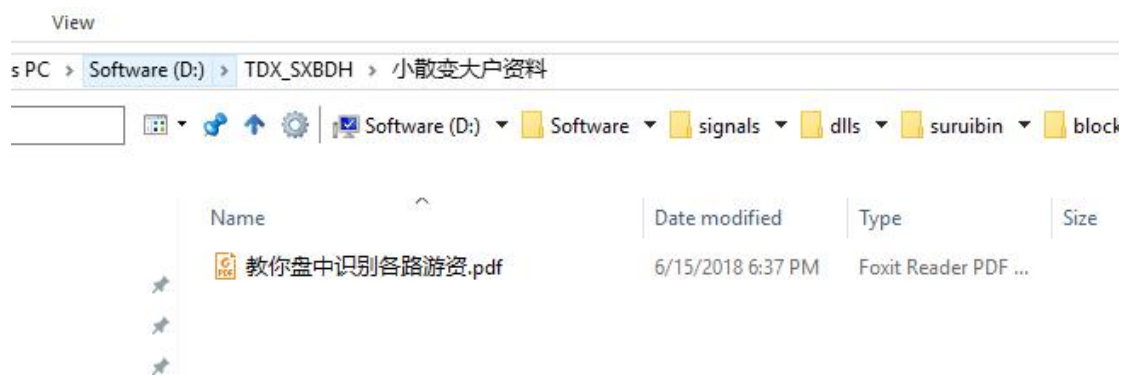 View
s PC > Software (D:) > TDX_SXBDH > 小散变大户资料
Software (D:) Software signals dlls suruibin block
Name Date modified Type Size
教你盘中识别各路游资.pdf 6/15/2018 6:37 PM Foxit Reader PDF ...